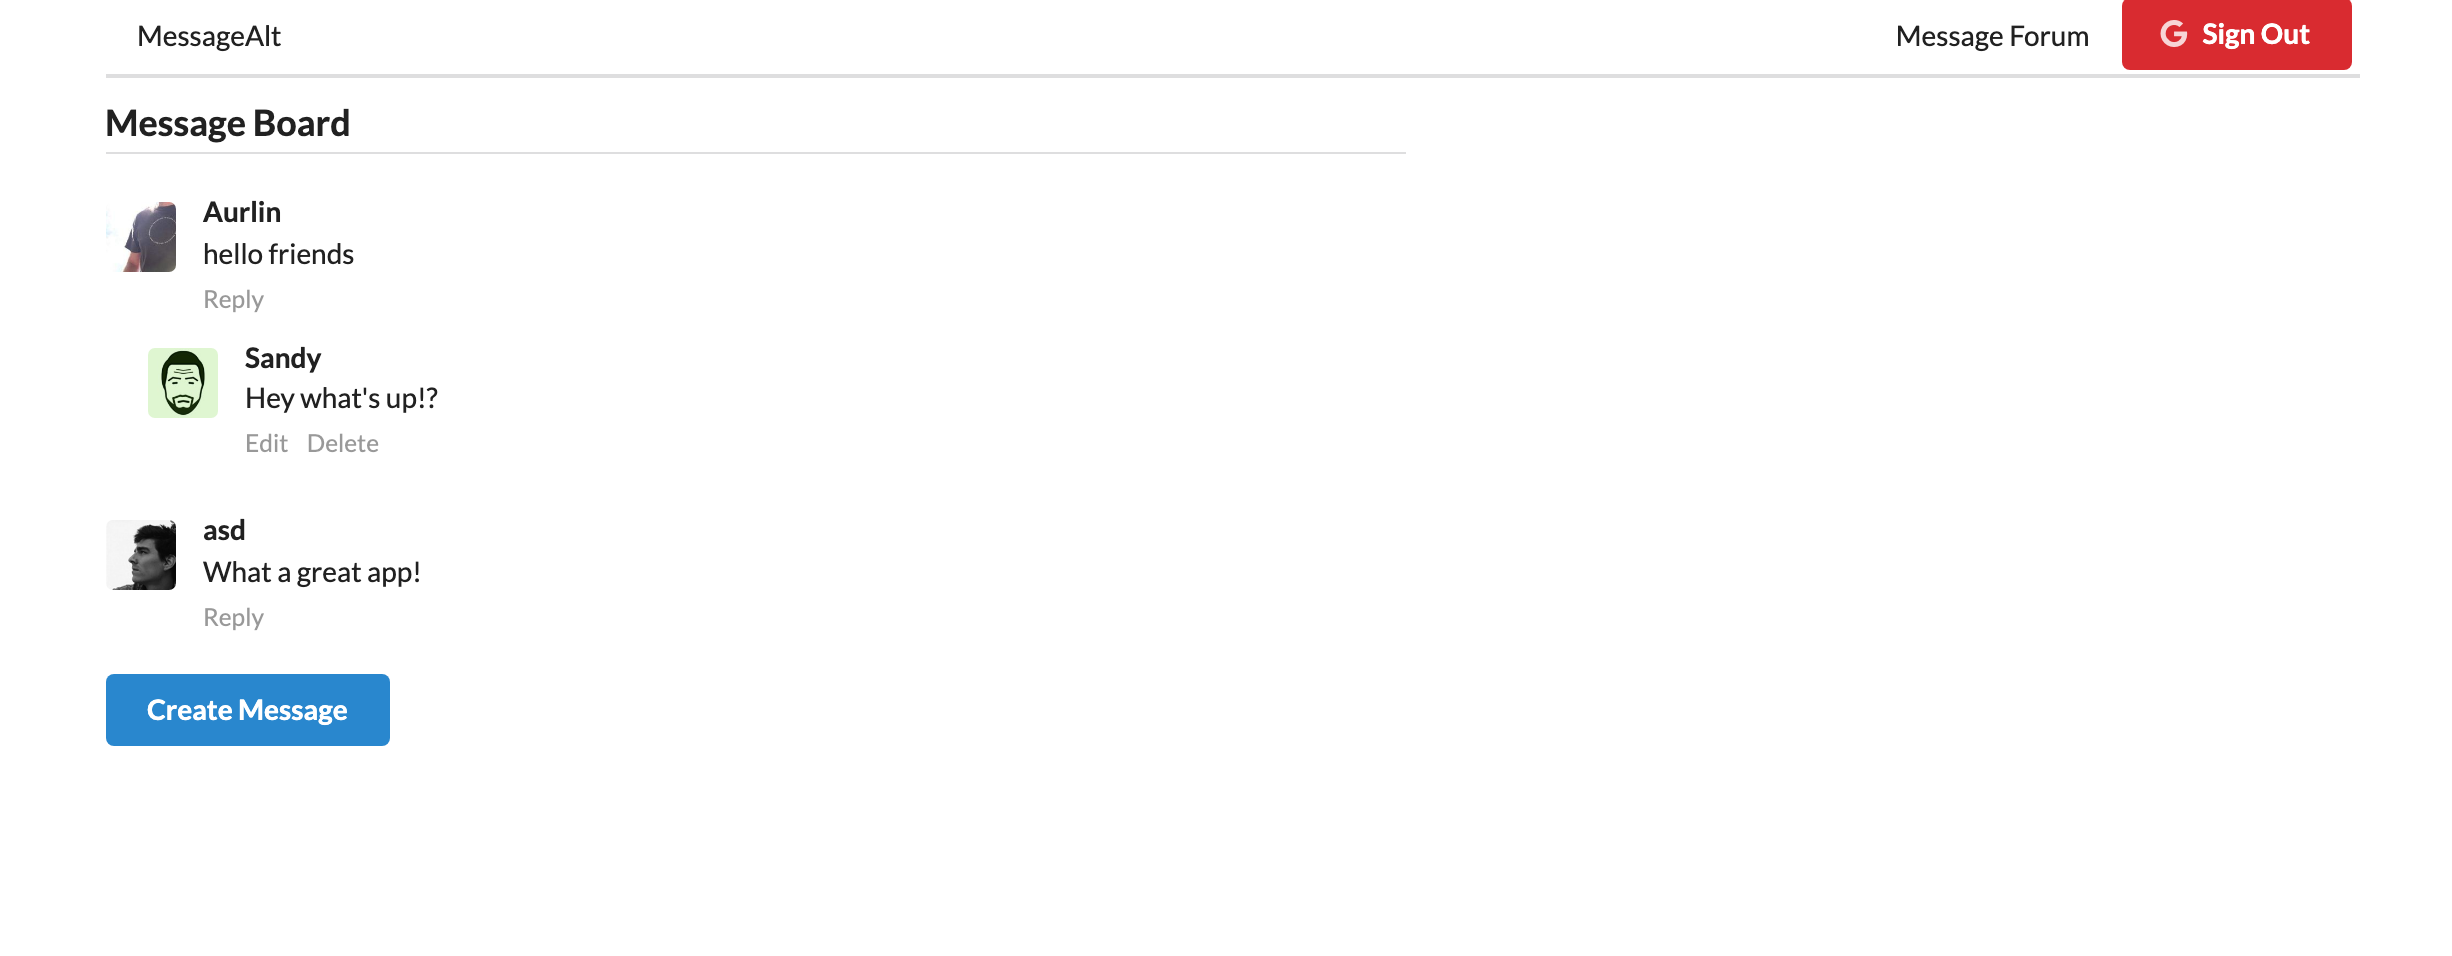 MessageAlt
Message Forum
Sign Out
Message Board
Aurlin
hello friends
Reply
Sandy
Hey what's up!?
Edit Delete
asd
What a great app!
Reply
Create Message